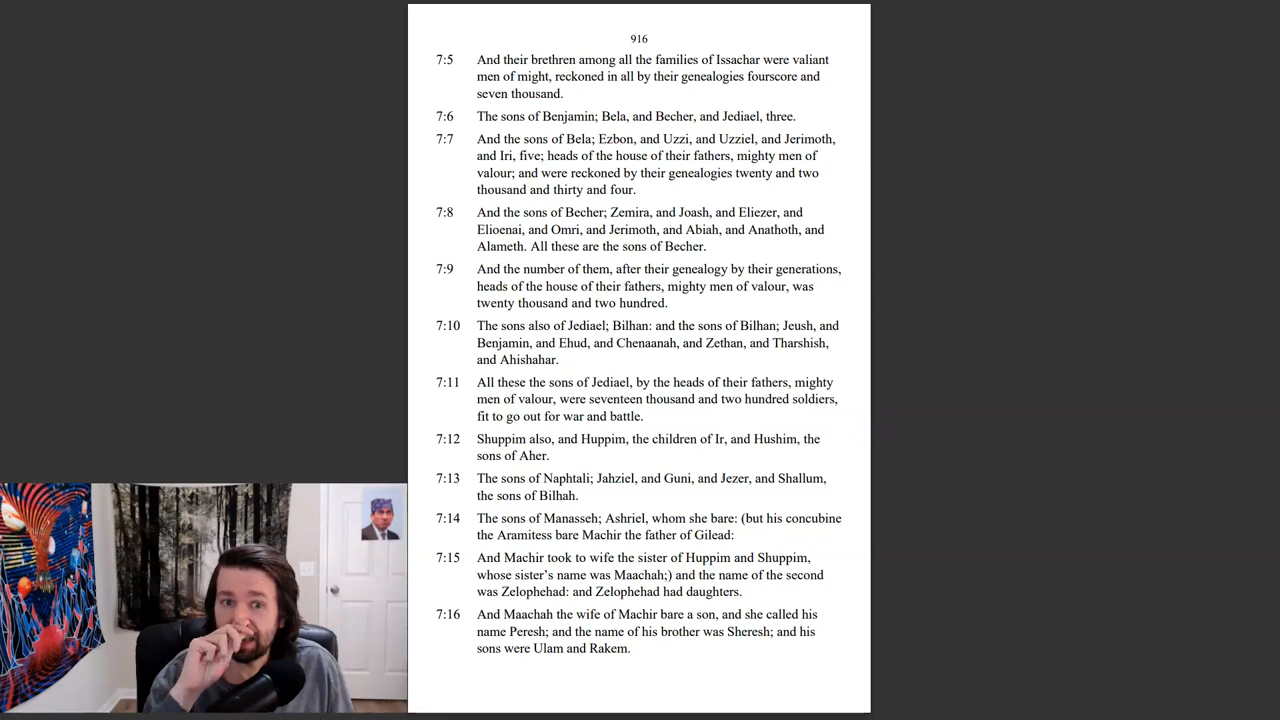 916
7:5 And their brethren among all the families of Issachar were valiant
men of might, reckoned in all by their genealogies fourscore and
seven thousand.
7:6 The sons of Benjamin; Bela, and Becher, and Jediael, three.
7:7 And the sons of Bela; Ezbon, and Uzzi, and Uzziel, and Jerimoth,
and Iri, five; heads of the house of their fathers, mighty men of
valour; and were reckoned by their genealogies twenty and two
thousand and thirty and four.
7:8 And the sons of Becher; Zemira, and Joash, and Eliezer, and
Elioenai, and Omri, and Jerimoth, and Abiah, and Anathoth, and
Alameth. All these are the sons of Becher.
7:9 And the number of them, after their genealogy by their generations,
heads of the house of their fathers, mighty men of valour, was
twenty thousand and two hundred.
7:10 The sons also of Jediael; Bilhan: and the sons of Bilhan; Jeush, and
Benjamin, and Ehud, and Chenaanah, and Zethan, and Tharshish,
and Ahishahar.
7:11 All these the sons of Jediael, by the heads of their fathers, mighty
men of valour, were seventeen thousand and two hundred soldiers,
fit to go out for war and battle.
7:12 Shuppim also, and Huppim, the children of Ir, and Hushim, the
sons of Aher.
7:13 The sons of Naphtali; Jahziel, and Guni, and Jezer, and Shallum,
the sons of Bilhah.
7:14 The sons of Manasseh; Ashriel, whom she bare: (but his concubine
the Aramitess bare Machir the father of Gilead:
7:15 And Machir took to wife the sister of Huppim and Shuppim,
whose sister’s name was Maachah;) and the name of the second
was Zelophehad: and Zelophehad had daughters.
7:16 And Maachah the wife of Machir bare a son, and she called his
name Peresh; and the name of his brother was Sheresh; and his
sons were Ulam and Rakem.